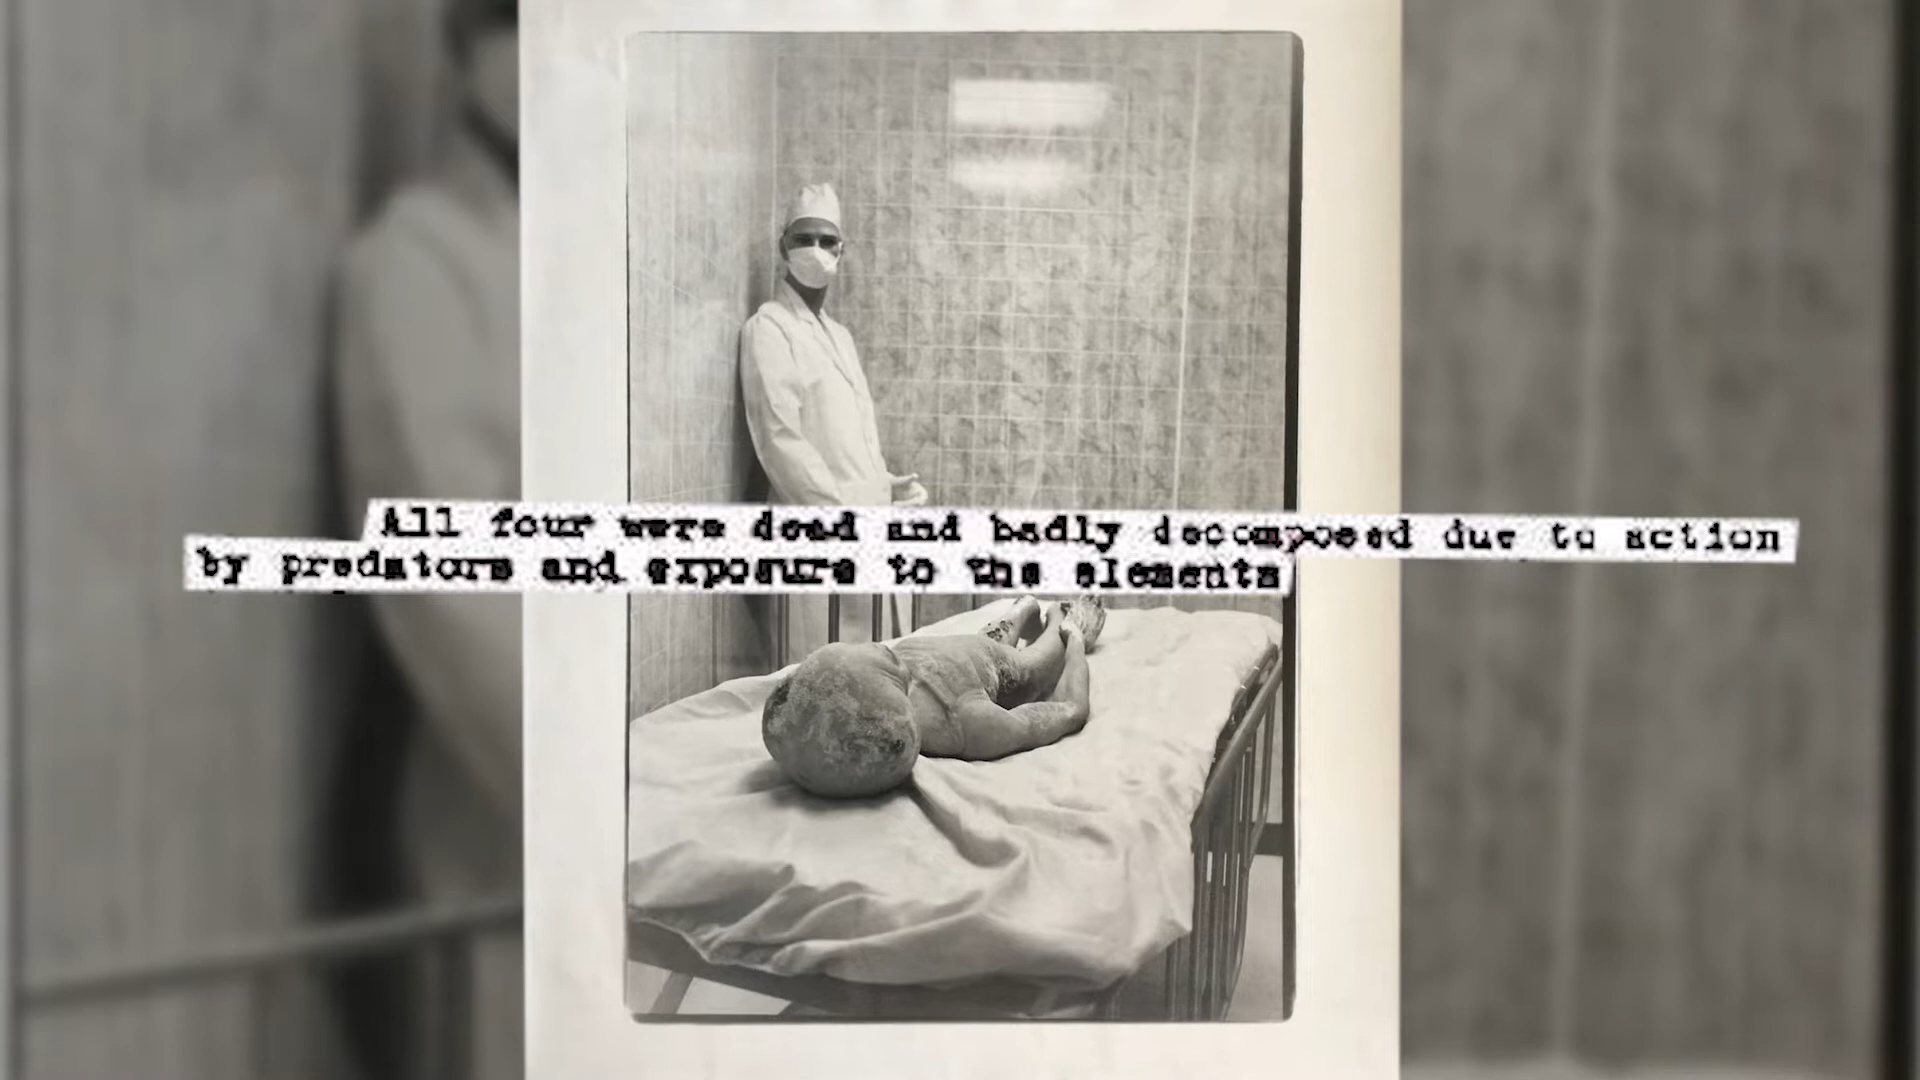 All four were dead and badly decomposed due to action
by predators and exposure to the elements